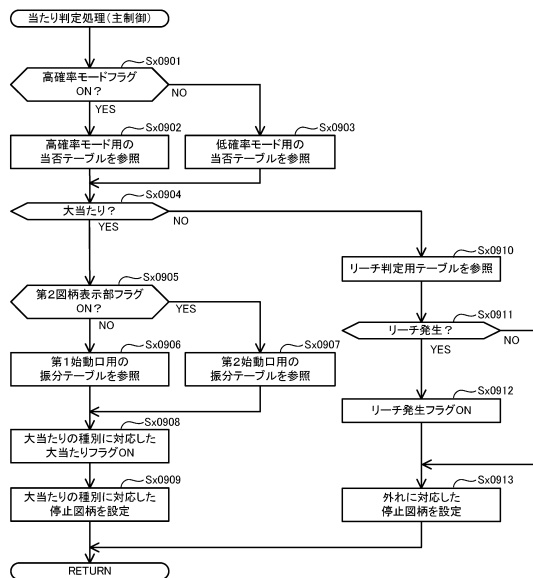 当たり判定処理(主制御)
Sx0901
高確率モードフラグ
ON?
NO
YES
Sx0902
高確率モード用の
当否テーブルを参照
Sx0903
低確率モード用の
当否テーブルを参照
Sx0904
大当たり?
NO
YES
Sx0905
第2図柄表示部フラグ
ON?
YES
NO
Sx0906
第1始動口用の
振分テーブルを参照
Sx0907
第2始動口用の
振分テーブルを参照
Sx0908
大当たりの種別に対応した
大当たりフラグON
Sx0909
大当たりの種別に対応した
停止図柄を設定
Sx0910
リーチ判定用テーブルを参照
Sx0911
リーチ発生?
NO
YES
Sx0912
リーチ発生フラグON
Sx0913
外れに対応した
停止図柄を設定
RETURN